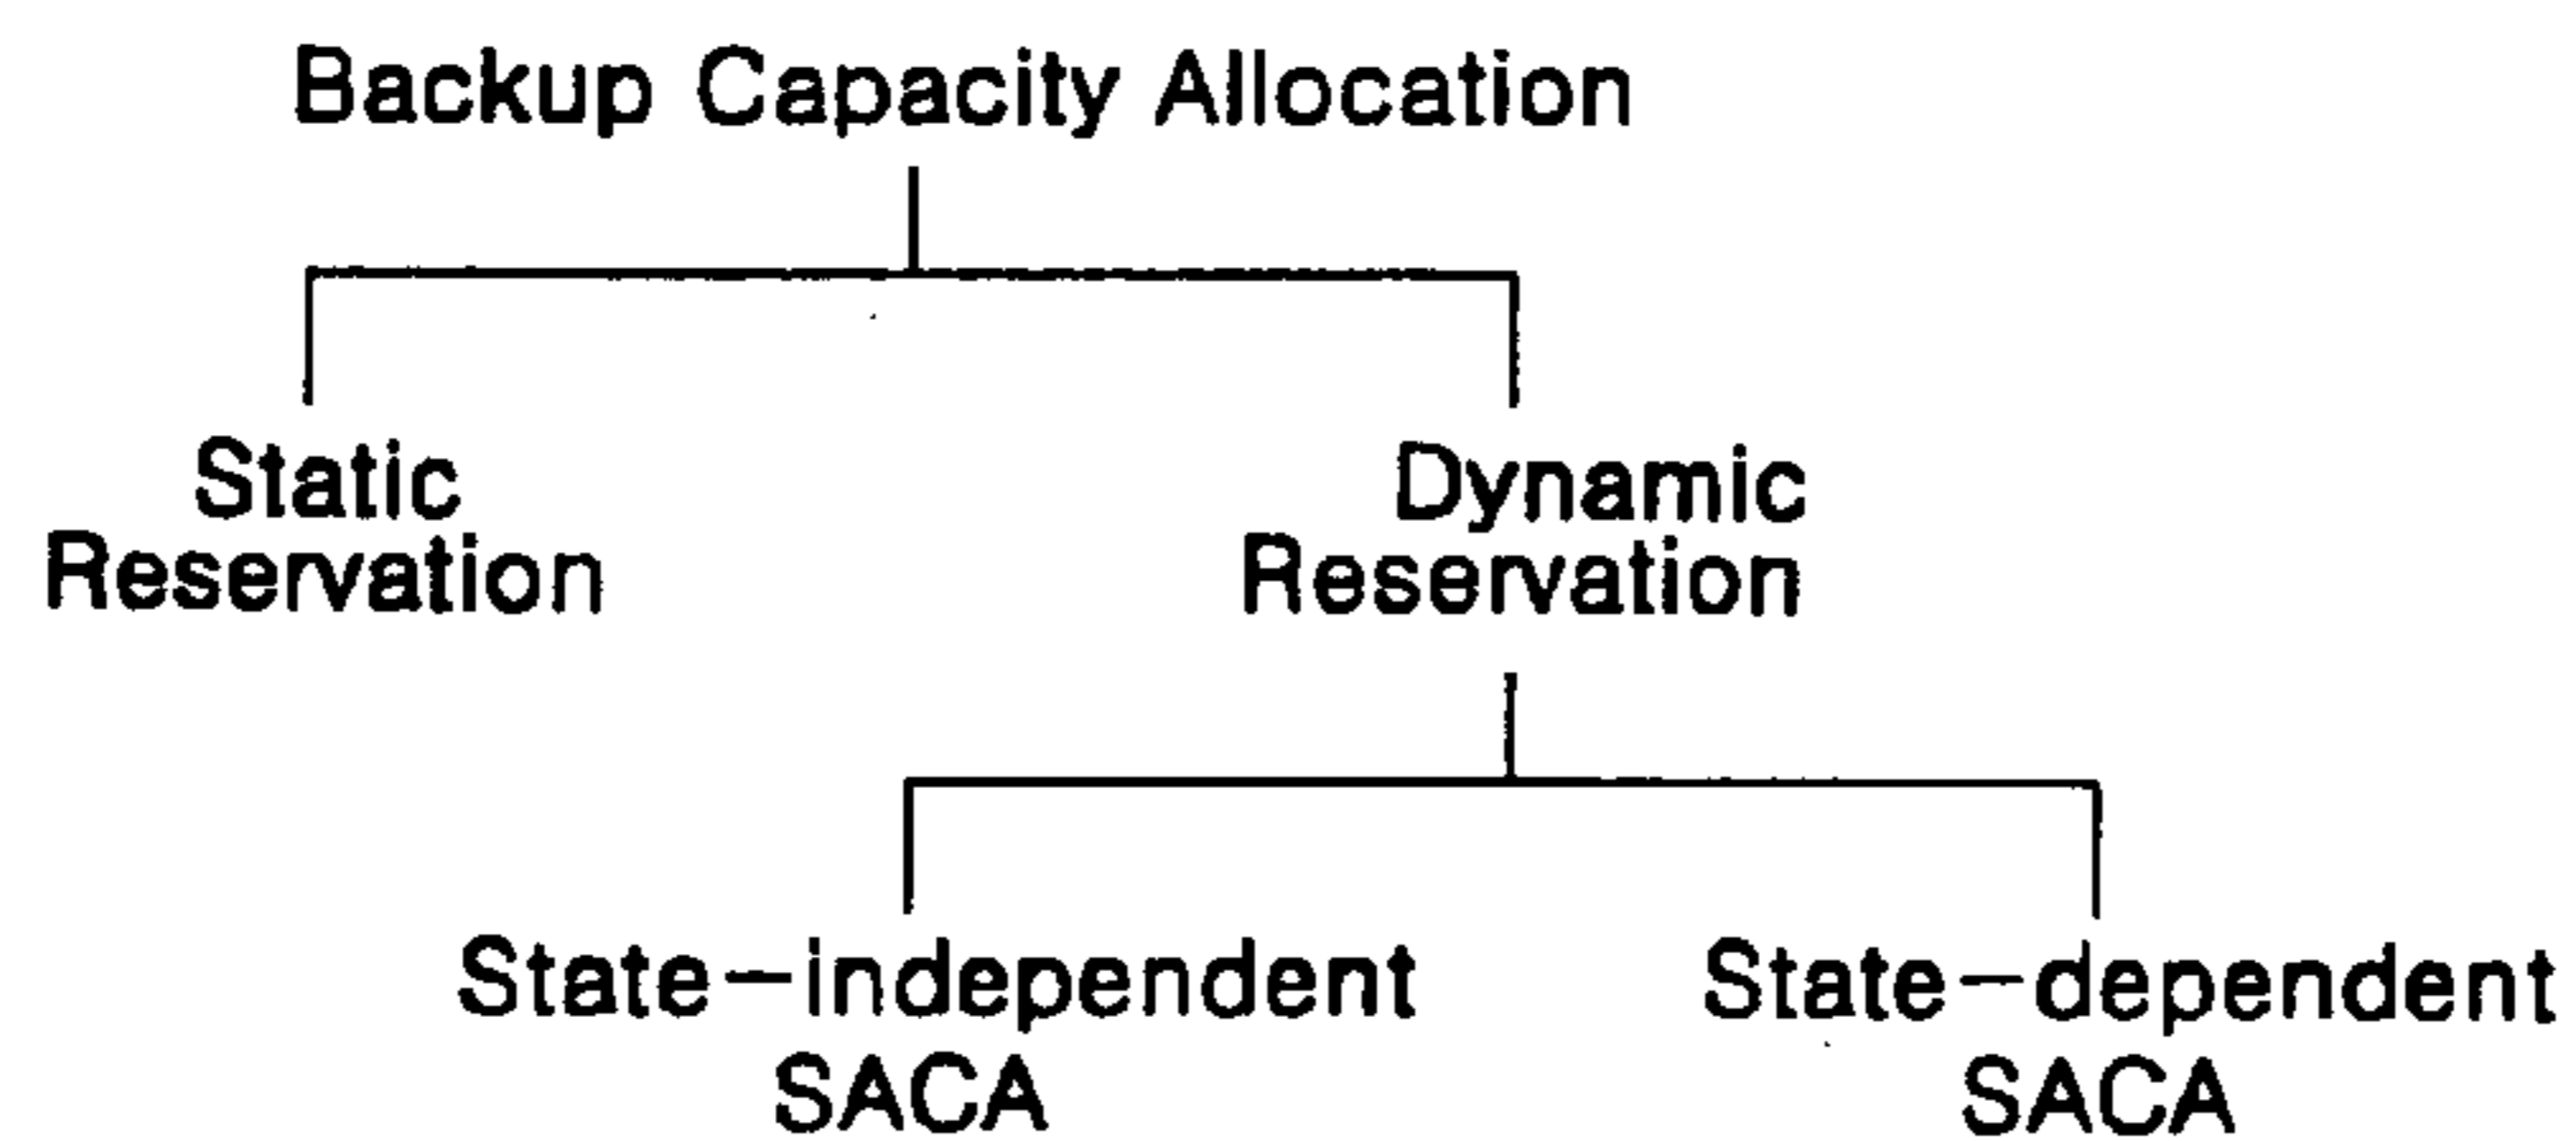 Backup Capacity Allocation
Static
Reservation
Dynamic
Reservation
State-independent
SACA
State-dependent
SACA